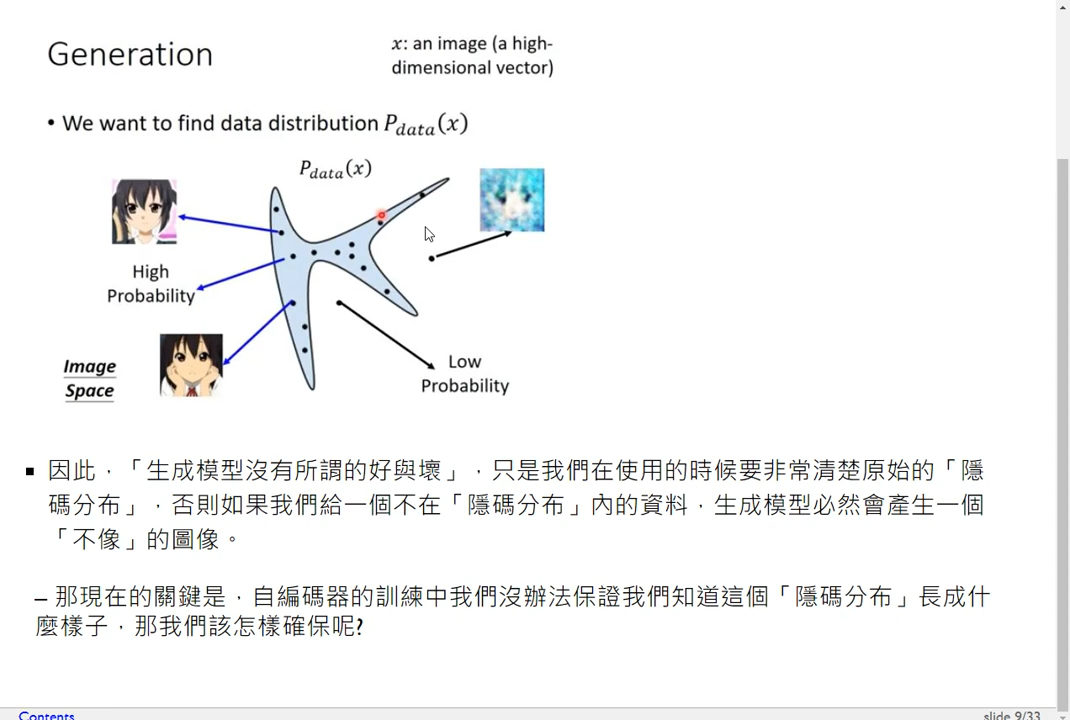 Generation
x: an image (a high-
dimensional vector)
• We want to find data distribution P_data(x)
P_data(x)
High
Probability
Image
Space
Low
Probability
▪ 因此，「生成模型沒有所謂的好與壞」，只是我們在使用的時候要非常清楚原始的「隱
碼分布」，否則如果我們給一個不在「隱碼分布」內的資料，生成模型必然會產生一個
「不像」的圖像。
– 那現在的關鍵是，自編碼器的訓練中我們沒辦法保證我們知道這個「隱碼分布」長成什
麼樣子，那我們該怎樣確保呢?
Contents
slide 9/33